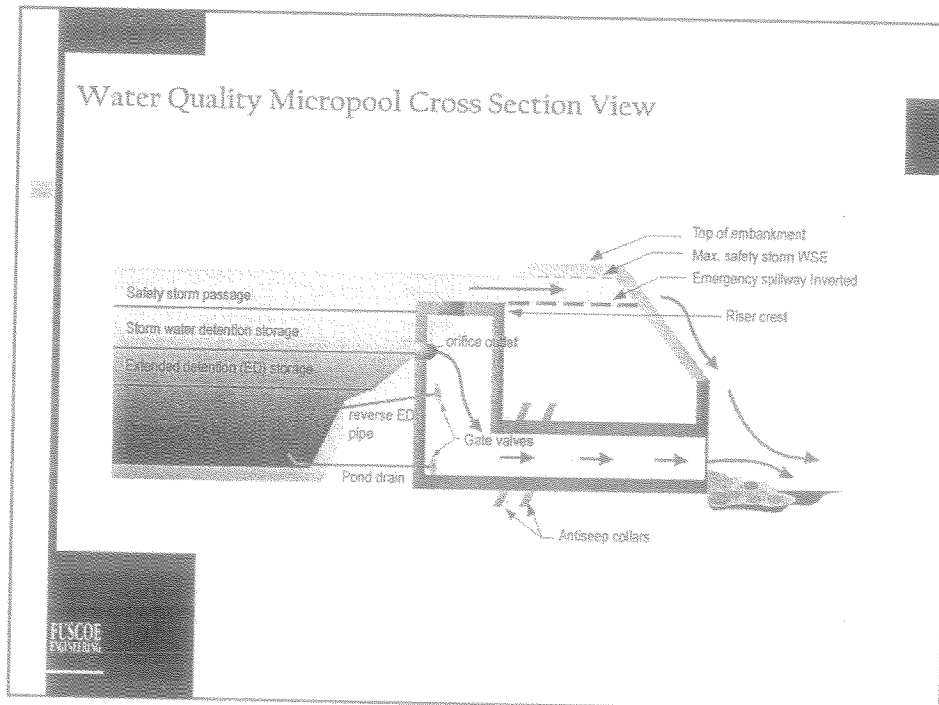 Water Quality Micropool Cross Section View
Top of embankment
Max. safety storm WSE
Emergency spillway Inverted
Riser crest
Safety storm passage
Storm water detention storage
orifice outlet
Extended detention (ED) storage
reverse ED
pipe
Gate valves
Pond drain
Antiseep collars
FUSCOE
ENGINEERING